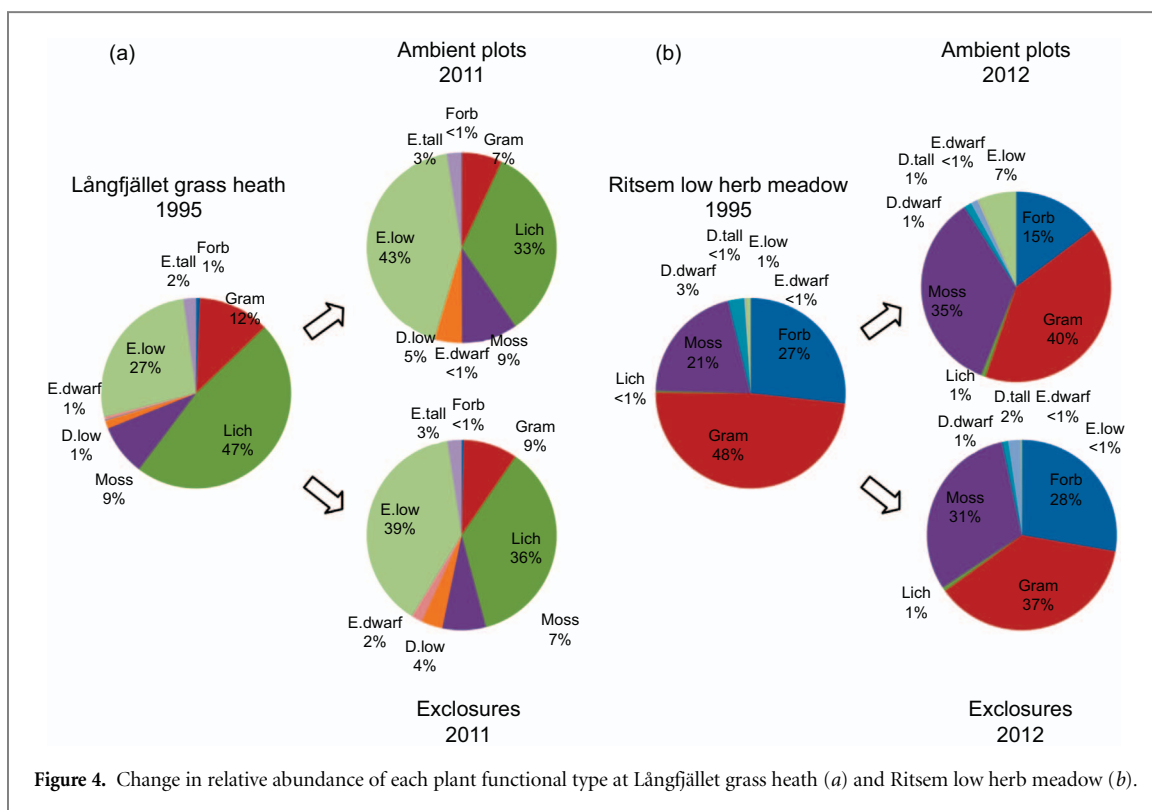 (a)
Ambient plots
2011
Långfjället grass heath
1995
Forb
1%
Gram
12%
Lich
47%
Moss
9%
D.low
1%
E.dwarf
1%
E.low
27%
E.tall
2%
Forb
<1%
Gram
7%
Lich
33%
Moss
9%
E.dwarf
<1%
D.low
5%
E.low
43%
E.tall
3%
Forb
<1%
Gram
9%
Lich
36%
Moss
7%
D.low
4%
E.dwarf
2%
E.low
39%
E.tall
3%
Exclosures
2011
(b)
Ambient plots
2012
Ritsem low herb meadow
1995
D.tall
<1%
E.low
1%
E.dwarf
<1%
Forb
27%
Gram
48%
Lich
<1%
Moss
21%
D.dwarf
3%
E.dwarf
<1%
E.low
7%
Forb
15%
Gram
40%
Lich
1%
Moss
35%
D.dwarf
1%
D.tall
1%
D.tall
2%
E.dwarf
<1%
E.low
<1%
Forb
28%
Gram
37%
Lich
1%
Moss
31%
D.dwarf
1%
Exclosures
2012
Figure 4. Change in relative abundance of each plant functional type at Långfjället grass heath (a) and Ritsem low herb meadow (b).